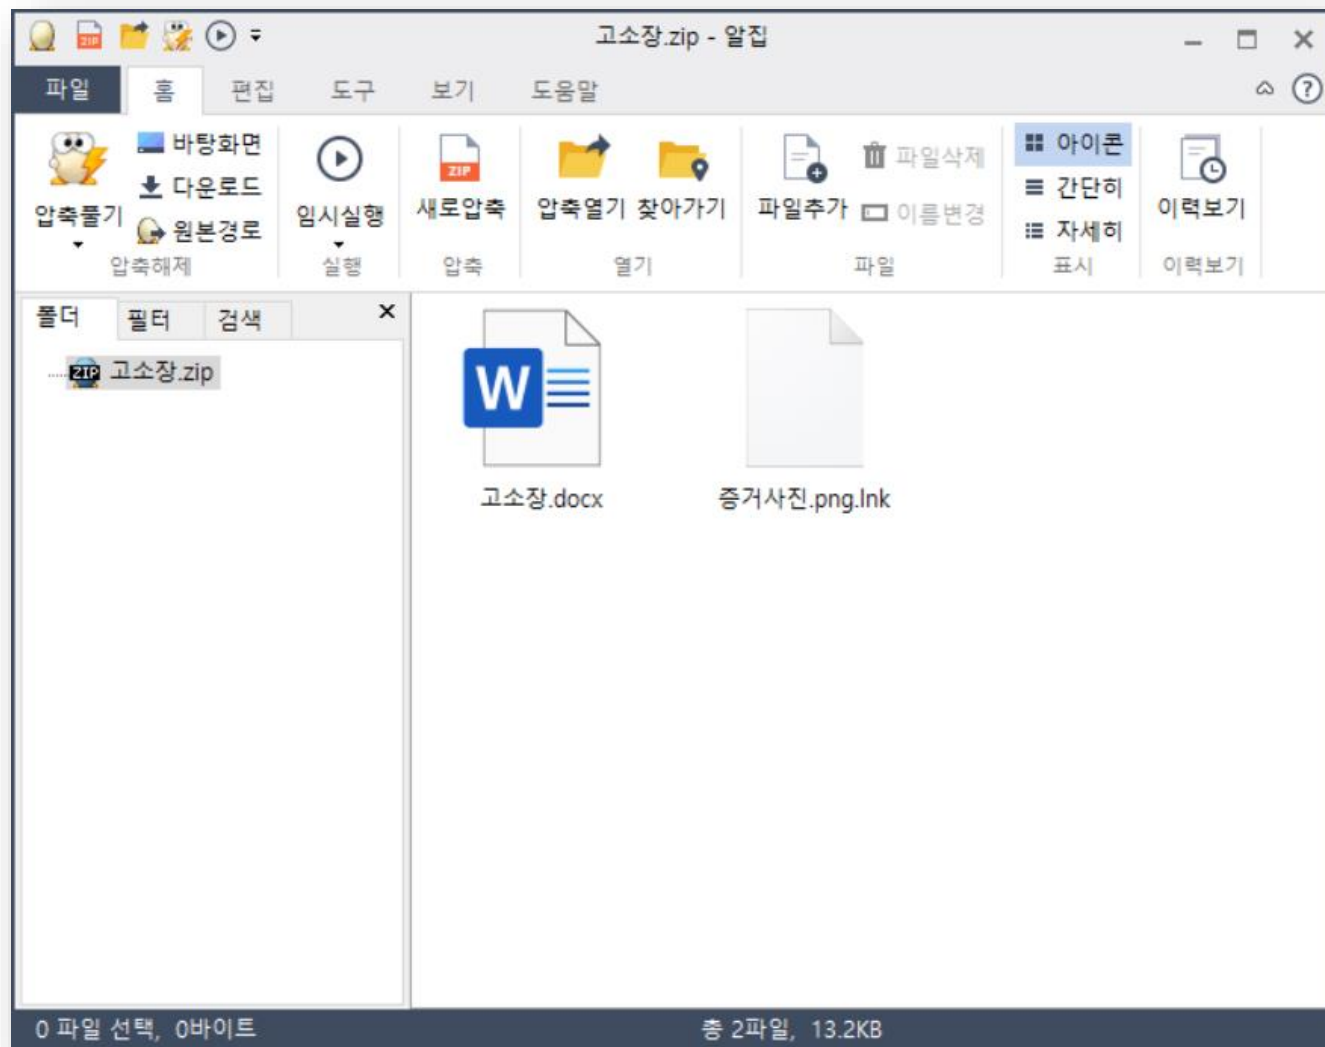 고소장.zip - 알집
파일 홈 편집 도구 보기 도움말
압축풀기
바탕화면
다운로드
원본경로
압축해제
임시실행
실행
ZIP
새로압축
압축
압축열기 찾아가기
열기
파일추가
파일삭제
이름변경
파일
아이콘
간단히
자세히
표시
이력보기
이력보기
폴더 필터 검색
ZIP 고소장.zip
W
고소장.docx
증거사진.png.lnk
0 파일 선택, 0바이트
총 2파일, 13.2KB